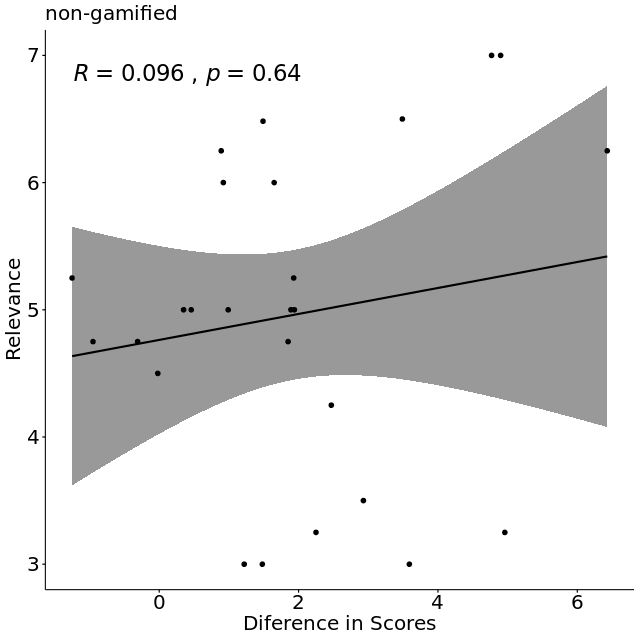 non-gamified
R = 0.096 , p = 0.64
7
6
5
4
3
Relevance
0 2 4 6
Diference in Scores